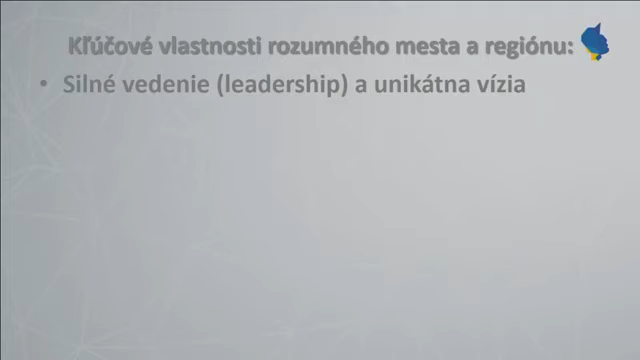 Kľúčové vlastnosti rozumného mesta a regiónu:
• Silné vedenie (leadership) a unikátna vízia